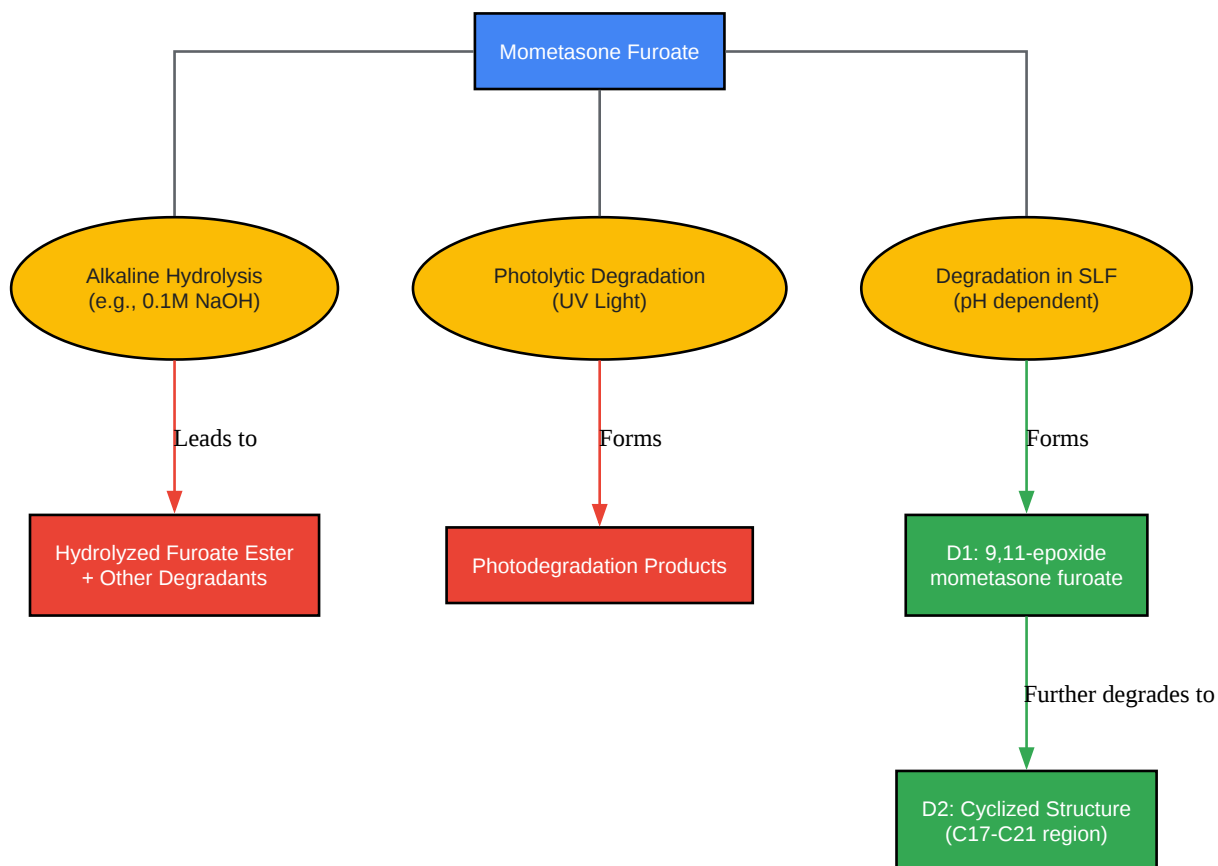 Mometasone Furoate
Alkaline Hydrolysis
(e.g., 0.1M NaOH)
Photolytic Degradation
(UV Light)
Degradation in SLF
(pH dependent)
Leads to
Forms
Forms
Hydrolyzed Furoate Ester
+ Other Degradants
Photodegradation Products
D1: 9,11-epoxide
mometasone furoate
Further degrades to
D2: Cyclized Structure
(C17-C21 region)